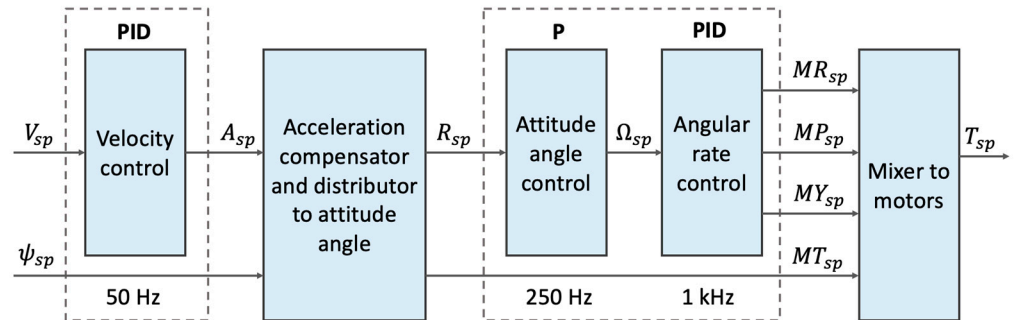 PID
P
PID
V_sp
Velocity
control
A_sp
Acceleration
compensator
and distributor
to attitude
angle
R_sp
Attitude
angle
control
Ω_sp
Angular
rate
control
MR_sp
MP_sp
MY_sp
MT_sp
Mixer to
motors
T_sp
ψ_sp
50 Hz
250 Hz
1 kHz